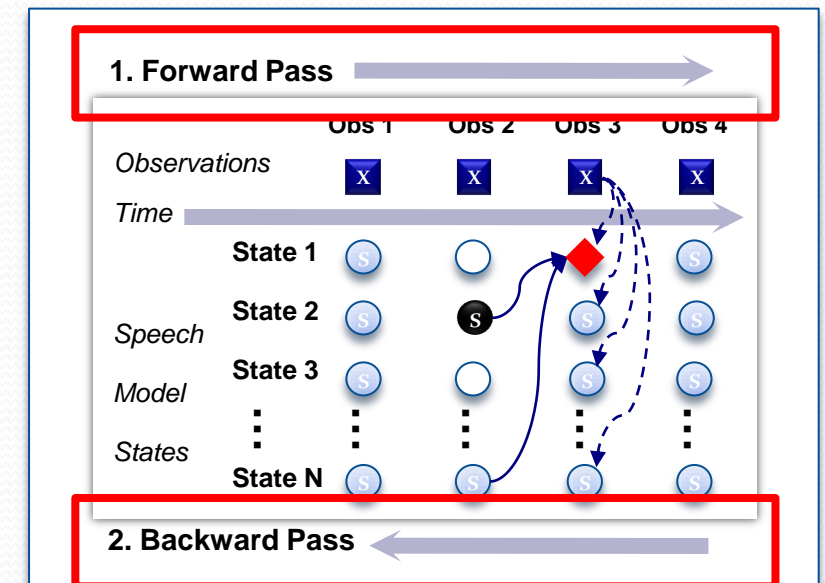 1. Forward Pass
Obs 1 Obs 2 Obs 3 Obs 4
Observations X X X X
Time
State 1 S S
State 2 S S S S
Speech
State 3 S S S
Model
States
State N S S S S
2. Backward Pass